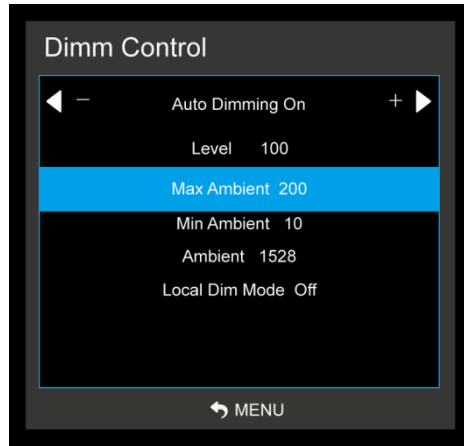 Dimm Control
− Auto Dimming On +
Level 100
Max Ambient 200
Min Ambient 10
Ambient 1528
Local Dim Mode Off
MENU